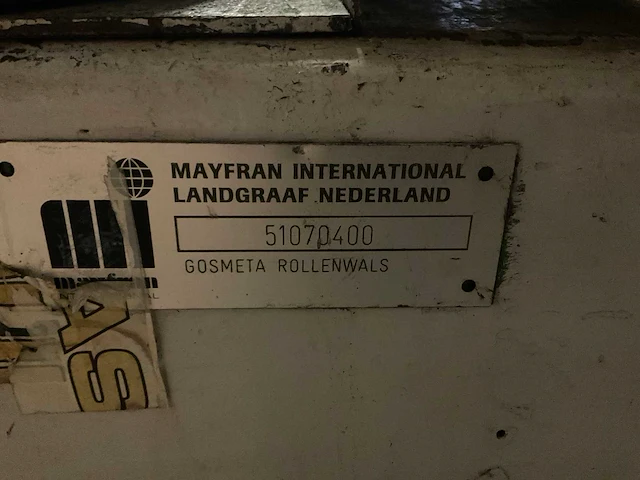 MAYFRAN INTERNATIONAL
LANDGRAAF NEDERLAND
51070400
GOSMETA ROLLENWALS